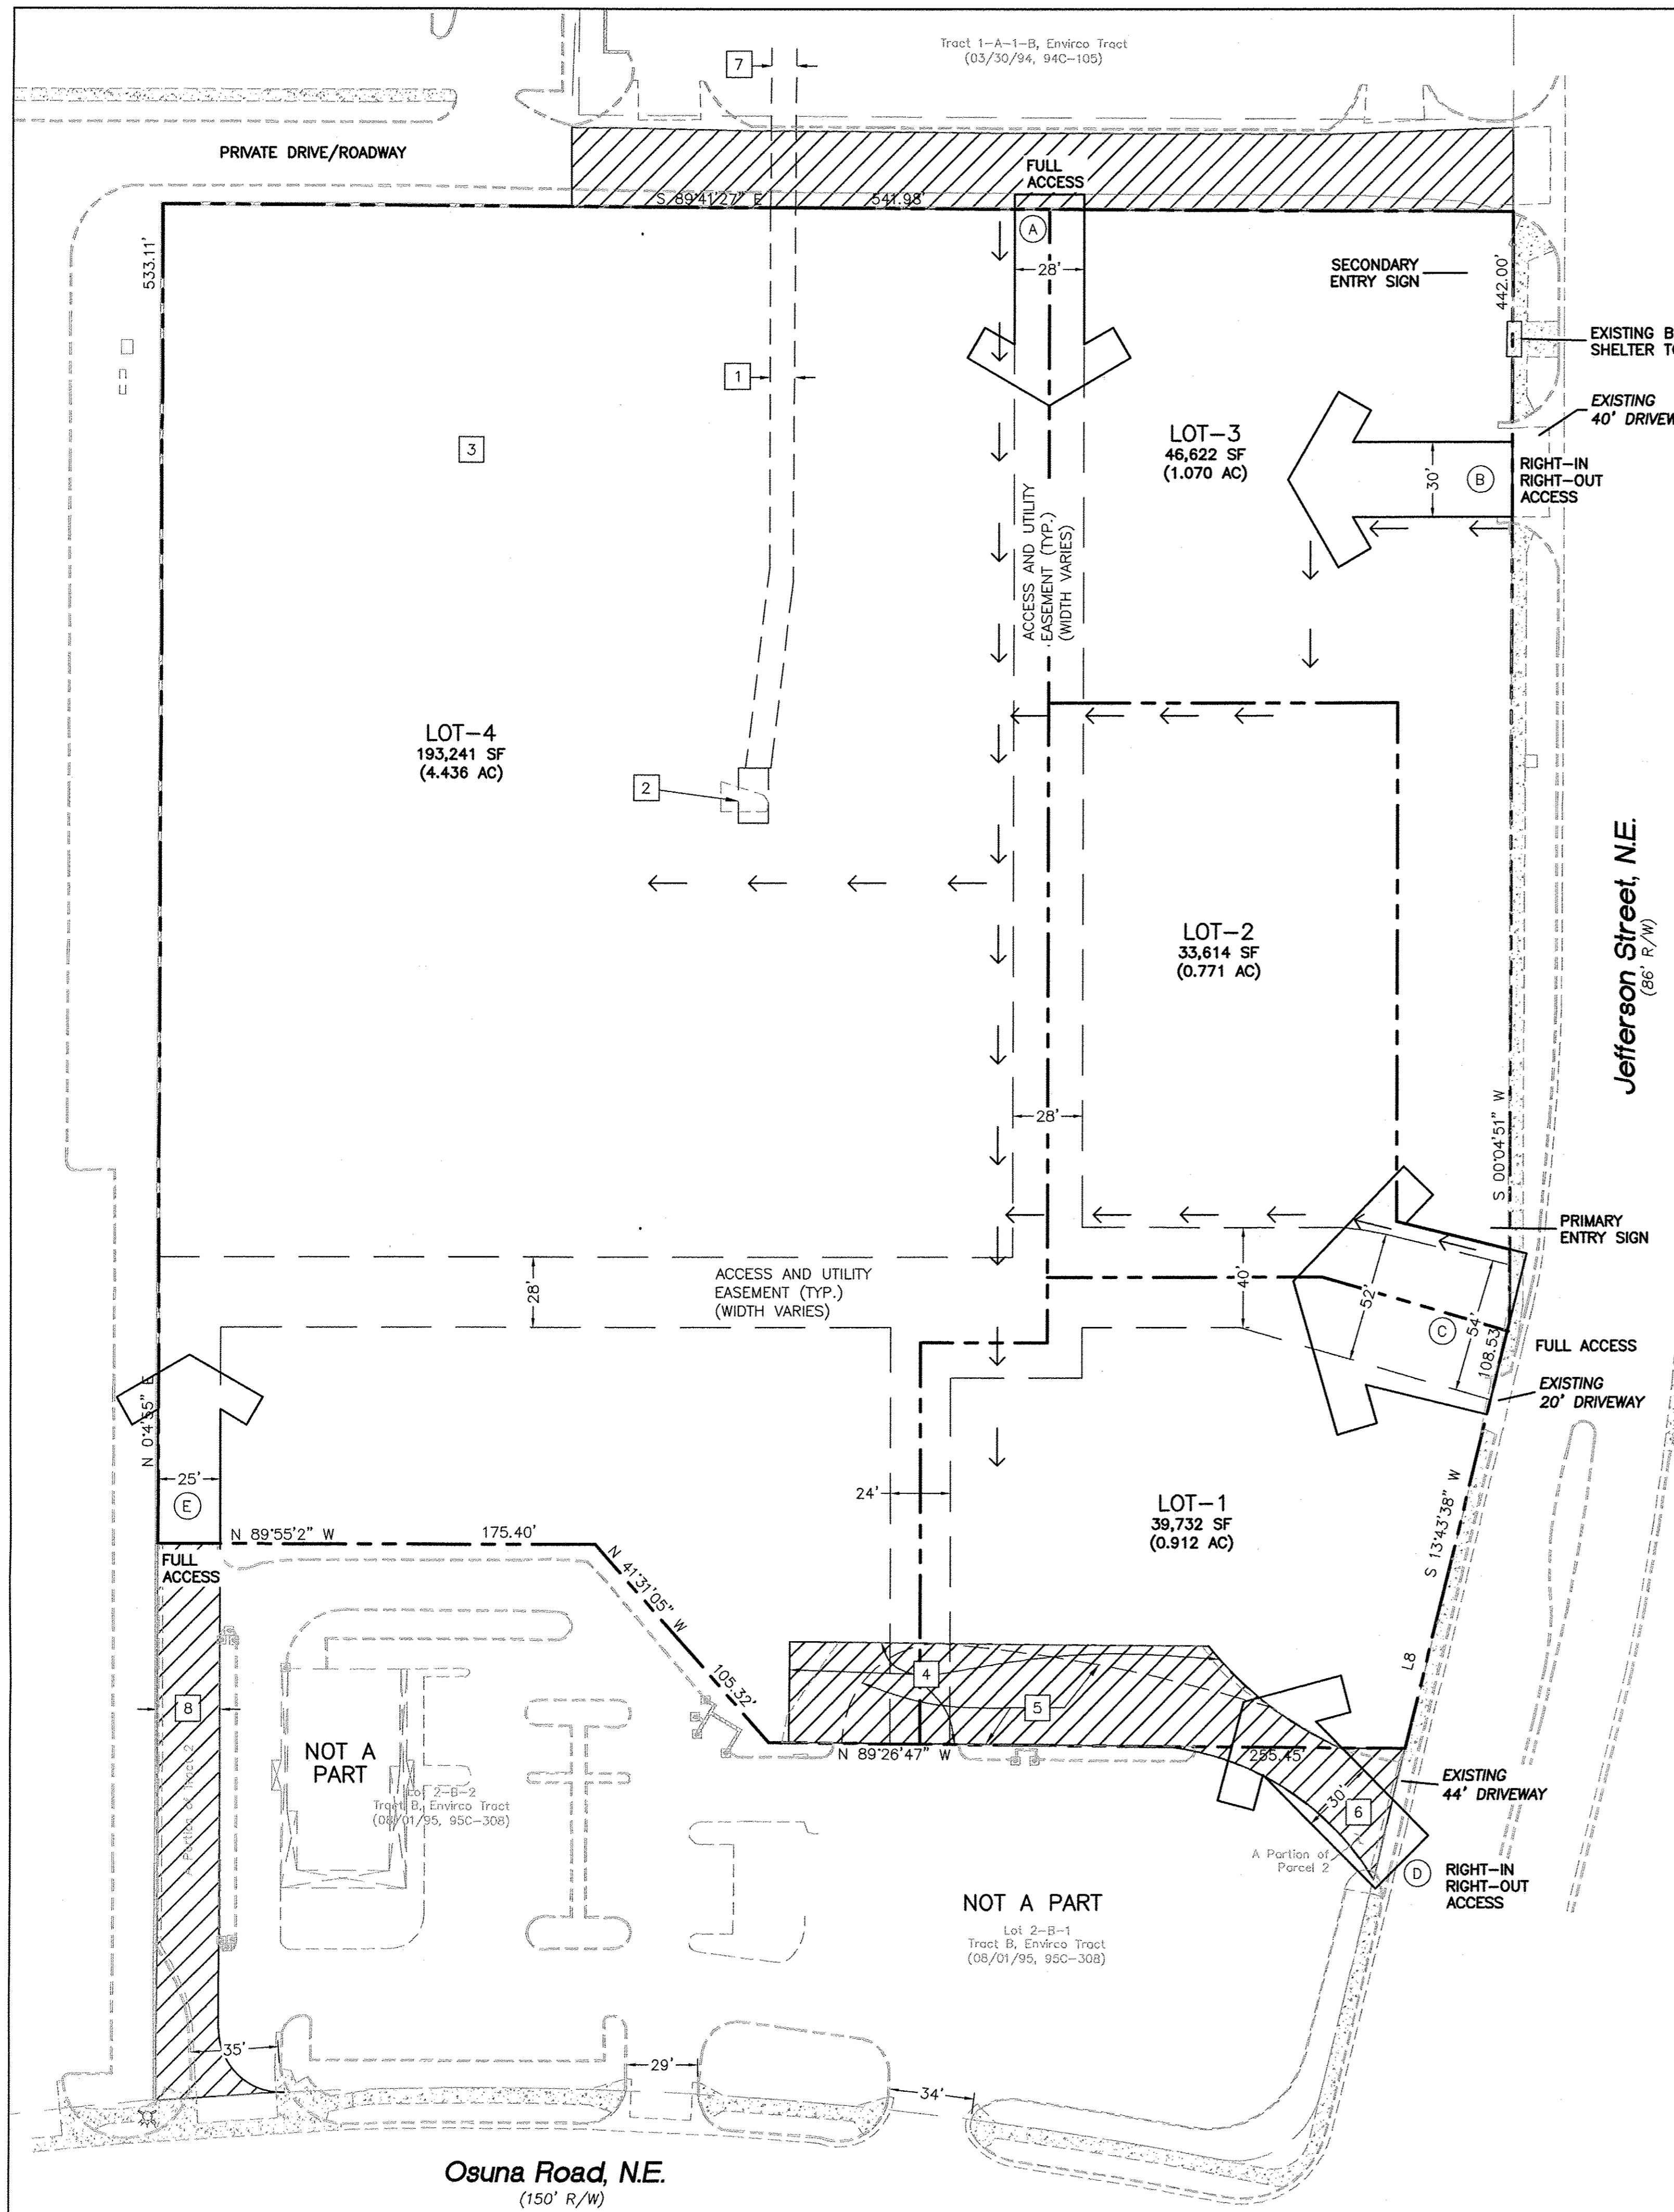 Tract 1-A-1-B, Envirco Tract
(03/30/94, 94C-105)
7
PRIVATE DRIVE/ROADWAY
FULL
ACCESS
S 89°41'27" E
541.98'
A
28'
533.11'
SECONDARY
ENTRY SIGN
442.00'
EXISTING
SHELTER
1
EXISTING
40'
3
LOT-3
46,622 SF
(1.070 AC)
30'
B
RIGHT-IN
RIGHT-OUT
ACCESS
ACCESS AND UTILITY
EASEMENT (TYP.)
(WIDTH VARIES)
LOT-4
193,241 SF
(4.436 AC)
2
LOT-2
33,614 SF
(0.771 AC)
Jefferson Street, N.E.
(86' R/W)
28'
S 00°04'51" W
PRIMARY
ENTRY SIGN
ACCESS AND UTILITY
EASEMENT (TYP.)
(WIDTH VARIES)
28'
40'
52'
54'
108.53'
C
FULL ACCESS
EXISTING
20' DRIVEWAY
N 0°4'55" E
25'
E
24'
LOT-1
39,732 SF
(0.912 AC)
S 13°43'38" W
N 89°55'2" W
175.40'
FULL
ACCESS
N 41°31'05" W
105.32'
L8
4
5
8
NOT A
PART
N 89°26'47" W
255.45'
EXISTING
44' DRIVEWAY
A Portion of Tract 2
Lot 2-B-2
Tract B, Envirco Tract
(08/01/95, 95C-308)
30'
6
A Portion of
Parcel 2
D
RIGHT-IN
RIGHT-OUT
ACCESS
NOT A PART
Lot 2-B-1
Tract B, Envirco Tract
(08/01/95, 95C-308)
35'
29'
34'
Osuna Road, N.E.
(150' R/W)